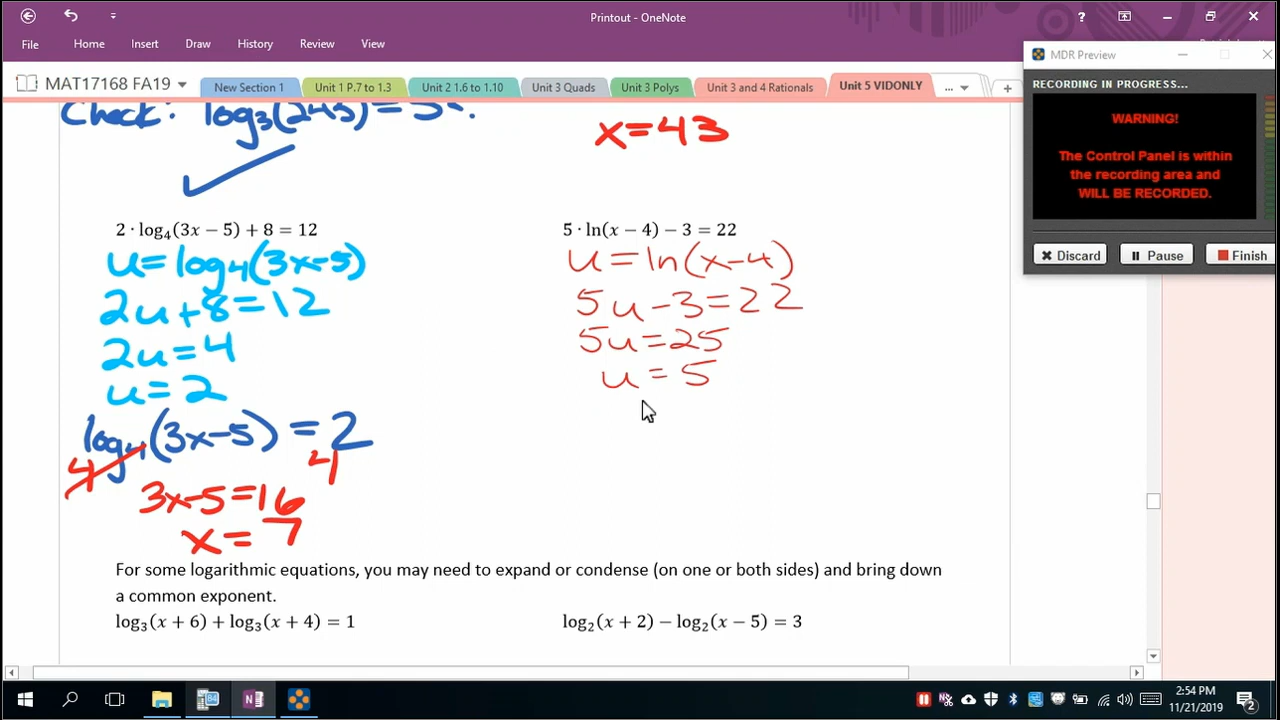 Printout - OneNote
?
File Home Insert Draw History Review View
MAT17168 FA19
New Section 1 Unit 1 P.7 to 1.3 Unit 2 1.6 to 1.10 Unit 3 Quads Unit 3 Polys Unit 3 and 4 Rationals Unit 5 VIDONLY ... +
MDR Preview
RECORDING IN PROGRESS...
WARNING!
The Control Panel is within
the recording area and
WILL BE RECORDED.
Discard Pause Finish
Check: log₃(243) = 5
x=43
2 · log₄(3x − 5) + 8 = 12
u=log₄(3x-5)
2u+8=12
2u=4
u=2
log₄(3x-5) = 2
4 4
3x-5=16
x=7
5 · ln(x − 4) − 3 = 22
u=ln(x-4)
5u-3=22
5u=25
u=5
For some logarithmic equations, you may need to expand or condense (on one or both sides) and bring down
a common exponent.
log₃(x + 6) + log₃(x + 4) = 1
log₂(x + 2) − log₂(x − 5) = 3
2:54 PM
11/21/2019
2